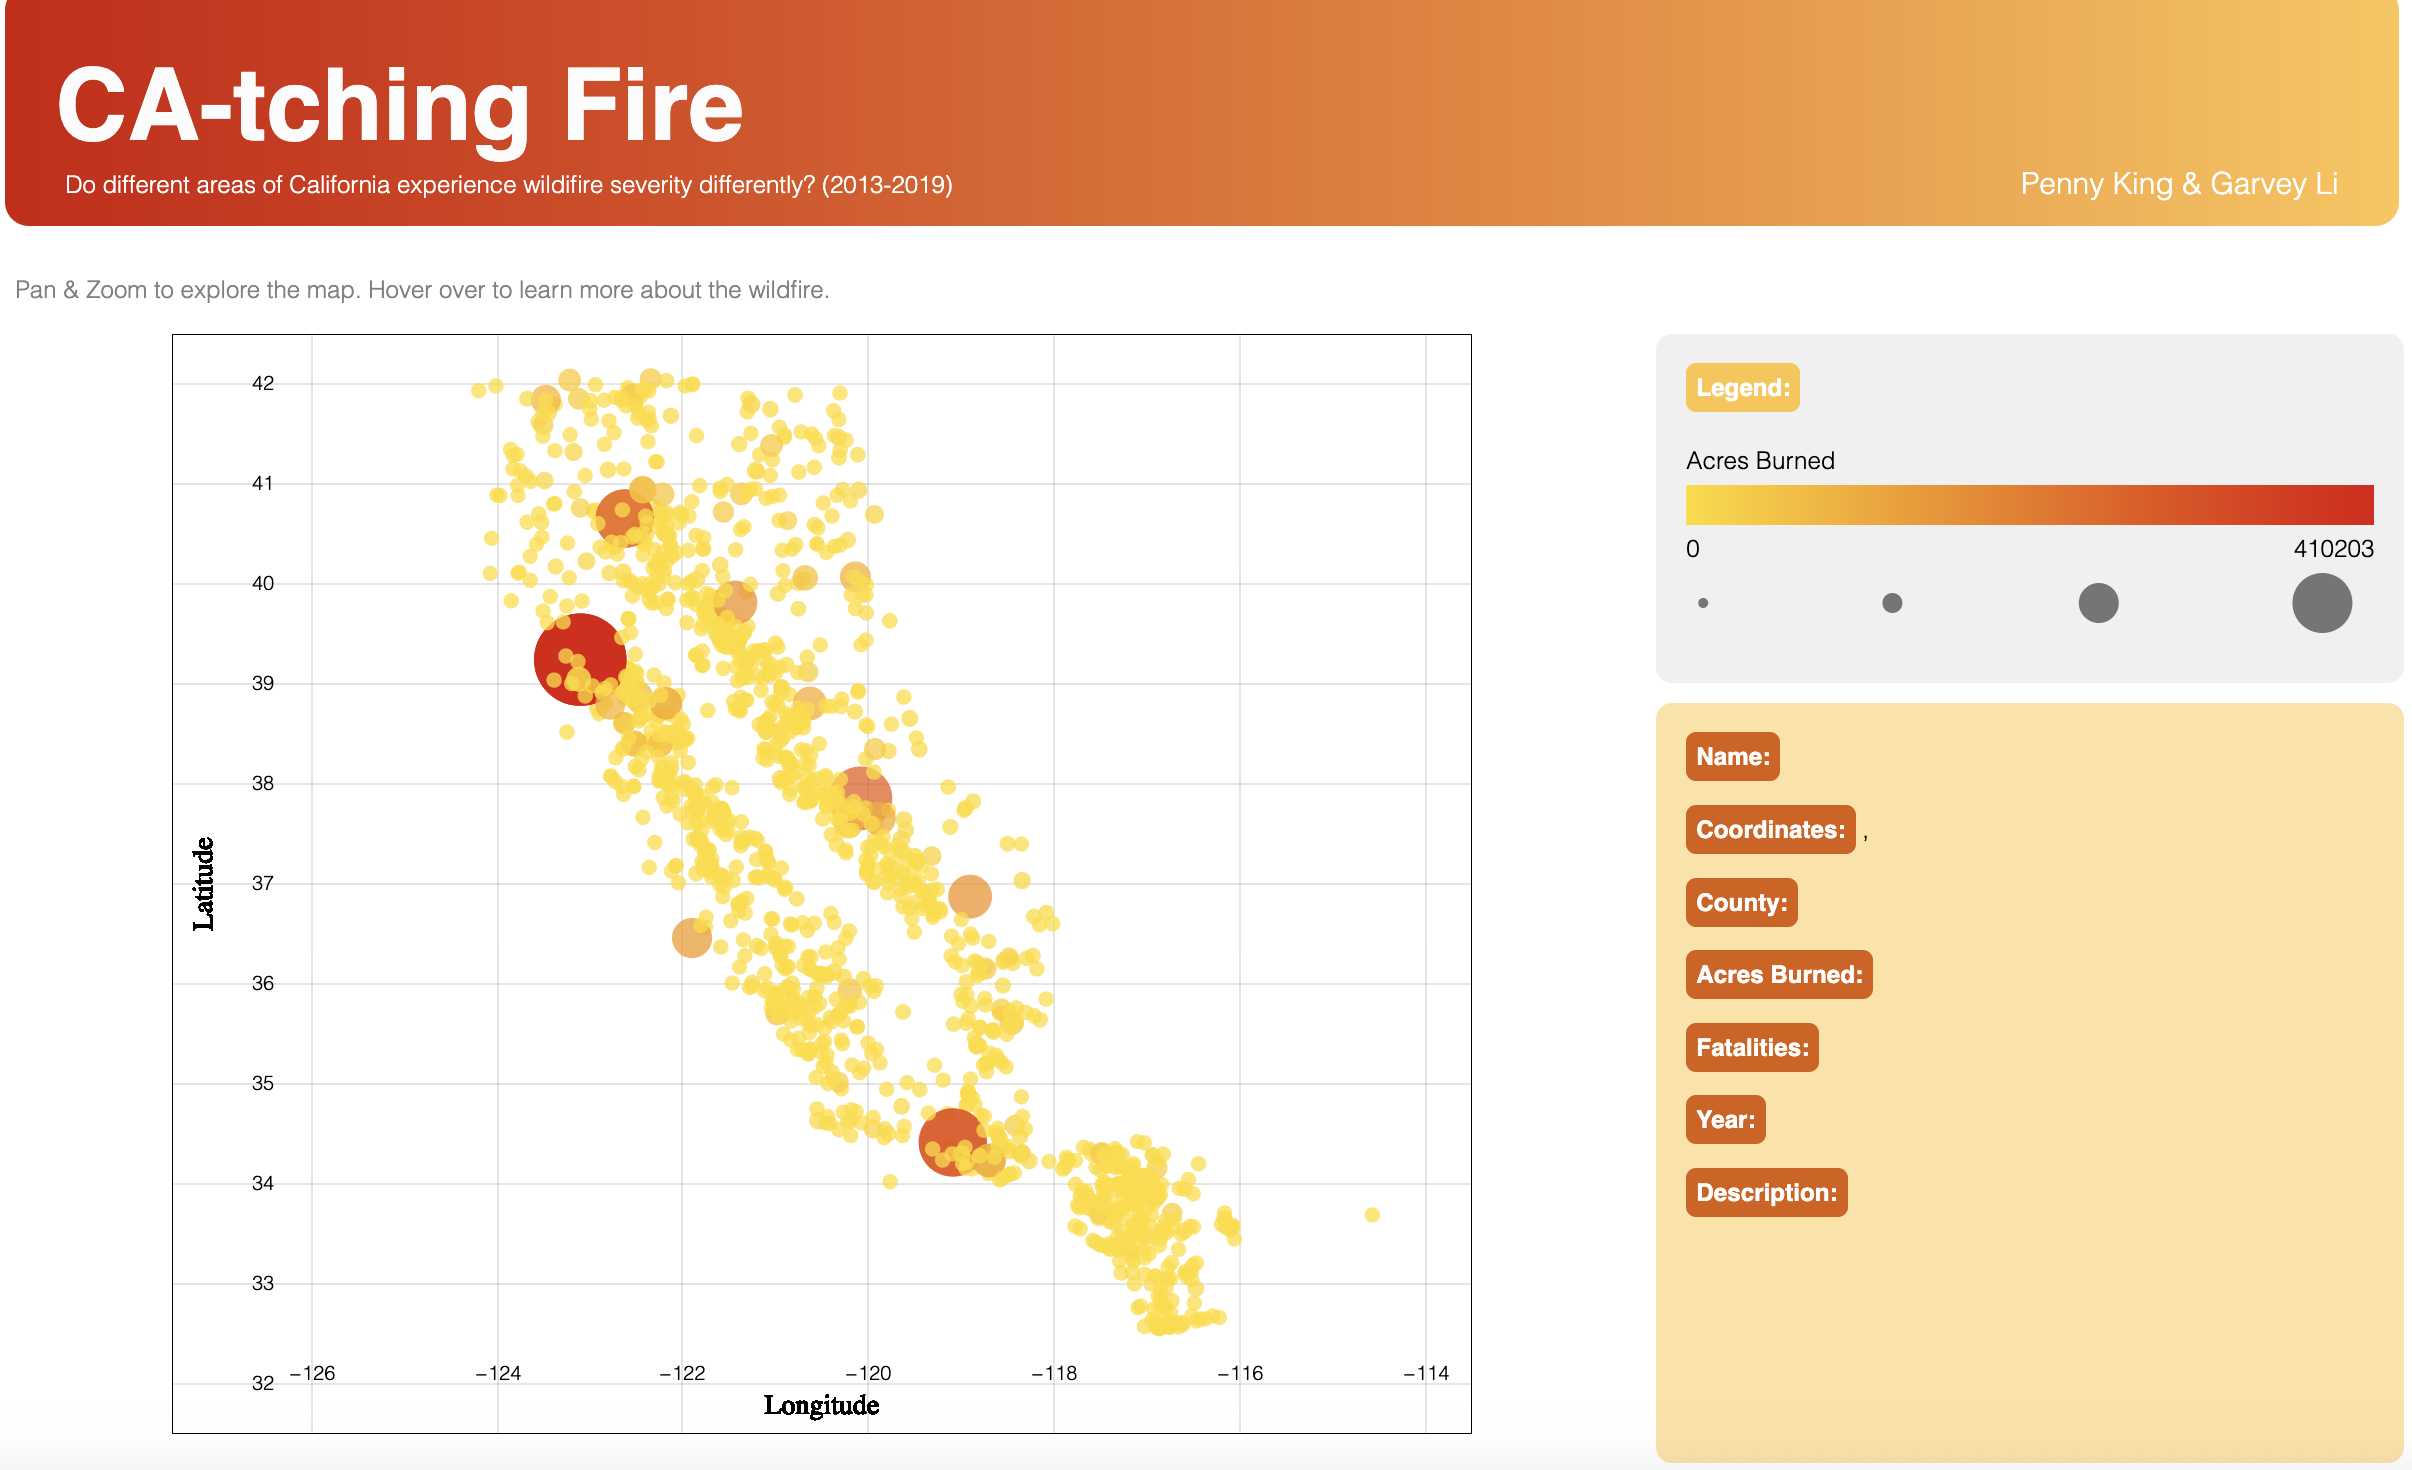 CA-tching Fire
Do different areas of California experience wildifire severity differently? (2013-2019)
Penny King & Garvey Li
Pan & Zoom to explore the map. Hover over to learn more about the wildfire.
42
41
40
39
38
37
36
35
34
33
32
Latitude
−126
−124
−122
−120
−118
−116
−114
Longitude
Legend:
Acres Burned
0
410203
Name:
Coordinates: ,
County:
Acres Burned:
Fatalities:
Year:
Description: